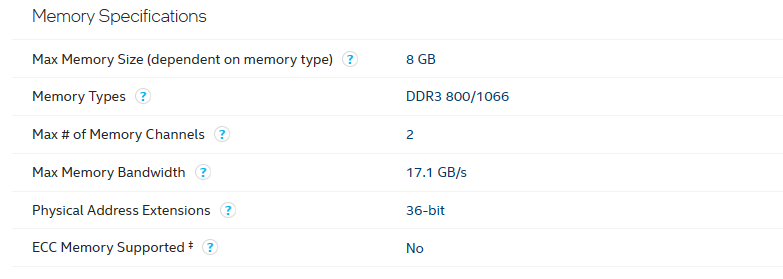 Memory Specifications
Max Memory Size (dependent on memory type) ? 8 GB
Memory Types ? DDR3 800/1066
Max # of Memory Channels ? 2
Max Memory Bandwidth ? 17.1 GB/s
Physical Address Extensions ? 36-bit
ECC Memory Supported ‡ ? No